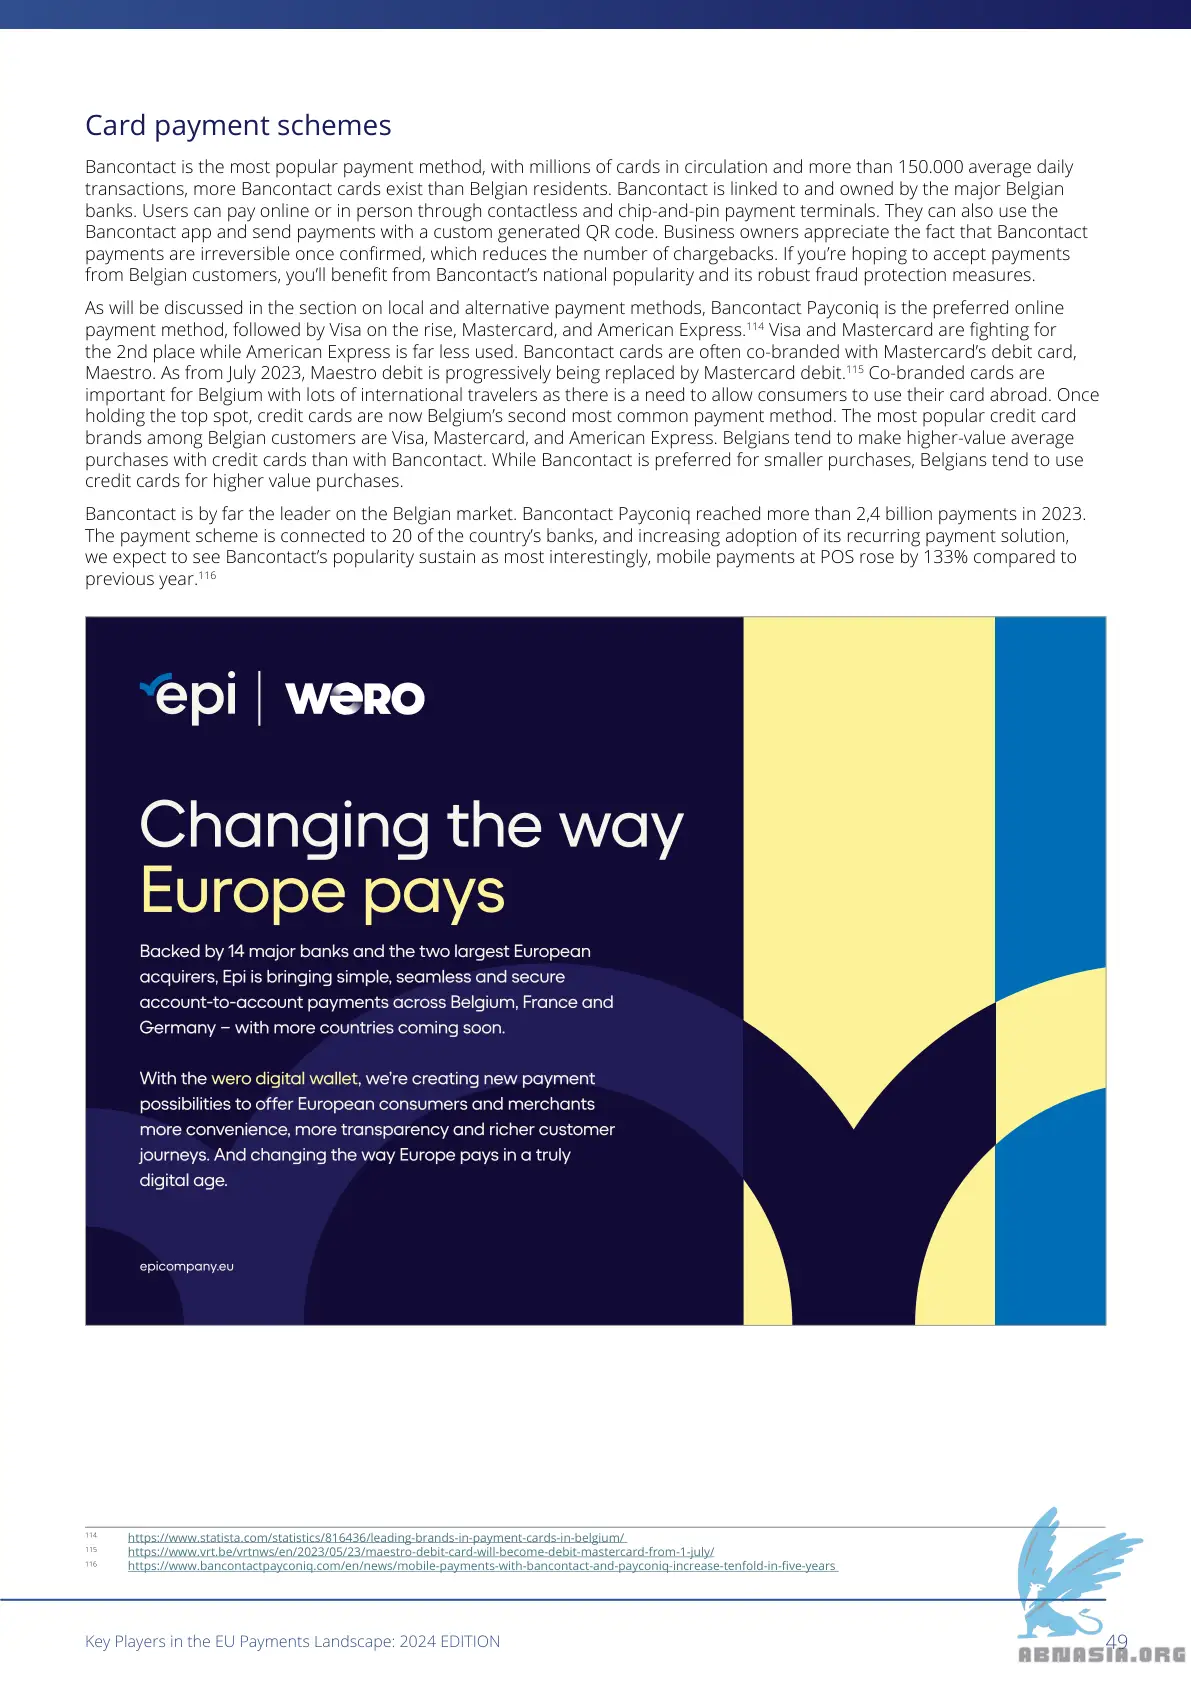 Card payment schemes
Bancontact is the most popular payment method, with millions of cards in circulation and more than 150.000 average daily
transactions, more Bancontact cards exist than Belgian residents. Bancontact is linked to and owned by the major Belgian
banks. Users can pay online or in person through contactless and chip-and-pin payment terminals. They can also use the
Bancontact app and send payments with a custom generated QR code. Business owners appreciate the fact that Bancontact
payments are irreversible once confirmed, which reduces the number of chargebacks. If you’re hoping to accept payments
from Belgian customers, you’ll benefit from Bancontact’s national popularity and its robust fraud protection measures.
As will be discussed in the section on local and alternative payment methods, Bancontact Payconiq is the preferred online
payment method, followed by Visa on the rise, Mastercard, and American Express.114 Visa and Mastercard are fighting for
the 2nd place while American Express is far less used. Bancontact cards are often co-branded with Mastercard’s debit card,
Maestro. As from July 2023, Maestro debit is progressively being replaced by Mastercard debit.115 Co-branded cards are
important for Belgium with lots of international travelers as there is a need to allow consumers to use their card abroad. Once
holding the top spot, credit cards are now Belgium’s second most common payment method. The most popular credit card
brands among Belgian customers are Visa, Mastercard, and American Express. Belgians tend to make higher-value average
purchases with credit cards than with Bancontact. While Bancontact is preferred for smaller purchases, Belgians tend to use
credit cards for higher value purchases.
Bancontact is by far the leader on the Belgian market. Bancontact Payconiq reached more than 2,4 billion payments in 2023.
The payment scheme is connected to 20 of the country’s banks, and increasing adoption of its recurring payment solution,
we expect to see Bancontact’s popularity sustain as most interestingly, mobile payments at POS rose by 133% compared to
previous year.116
epi | wero
Changing the way
Europe pays
Backed by 14 major banks and the two largest European
acquirers, Epi is bringing simple, seamless and secure
account-to-account payments across Belgium, France and
Germany – with more countries coming soon.
With the wero digital wallet, we’re creating new payment
possibilities to offer European consumers and merchants
more convenience, more transparency and richer customer
journeys. And changing the way Europe pays in a truly
digital age.
epicompany.eu
114 https://www.statista.com/statistics/816436/leading-brands-in-payment-cards-in-belgium/
115 https://www.vrt.be/vrtnws/en/2023/05/23/maestro-debit-card-will-become-debit-mastercard-from-1-july/
116 https://www.bancontactpayconiq.com/en/news/mobile-payments-with-bancontact-and-payconiq-increase-tenfold-in-five-years
Key Players in the EU Payments Landscape: 2024 EDITION
49
ABNASIA.ORG